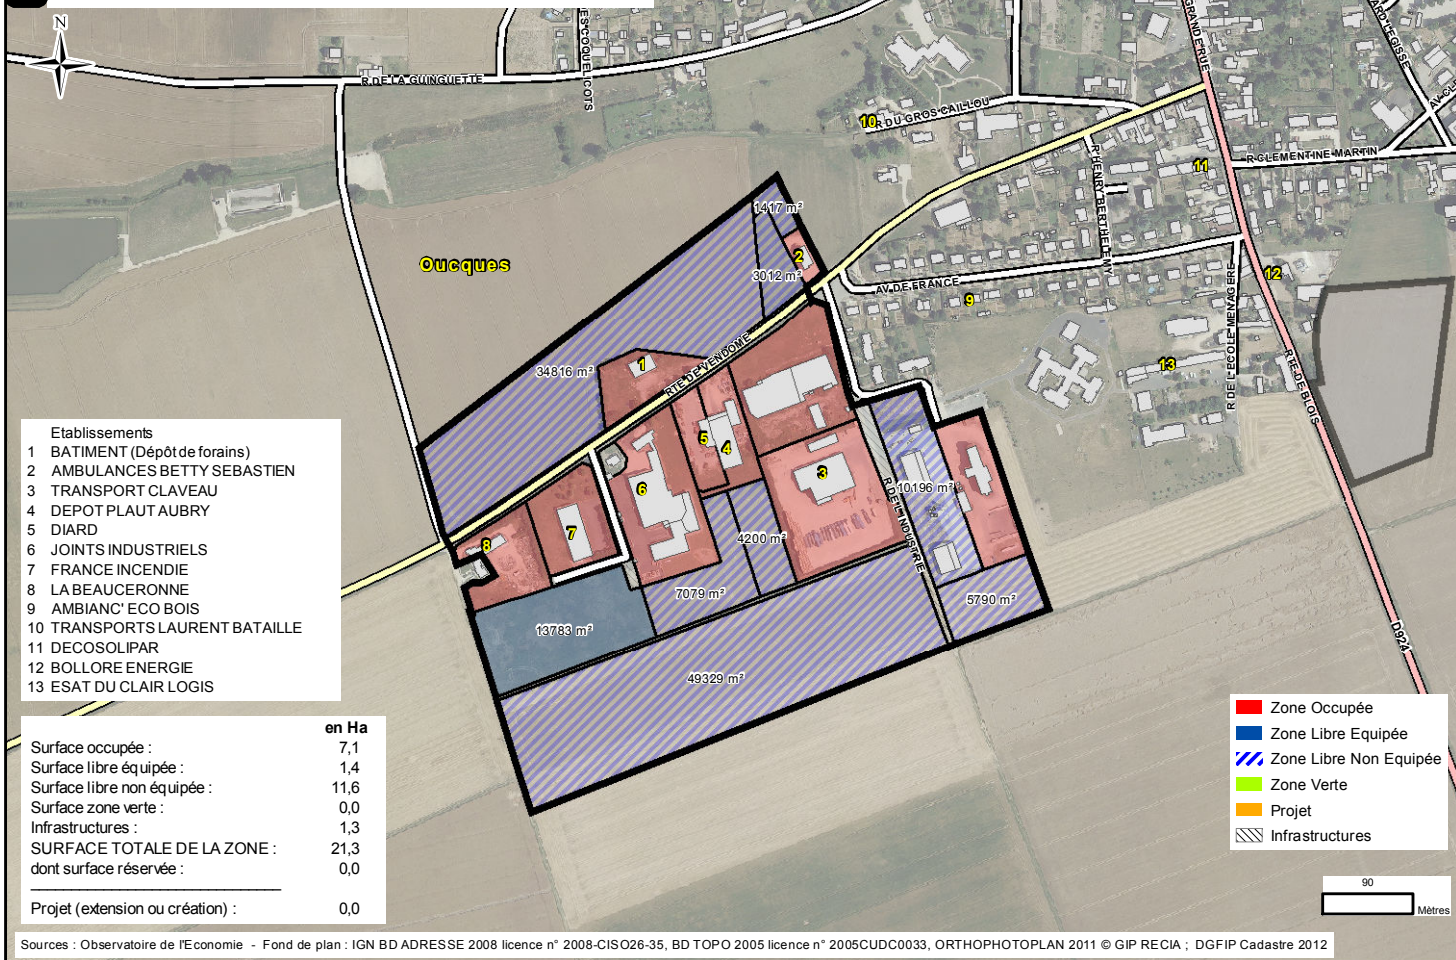 N
R DE LA GUINGUETTE
ES COQUELICOTS
GRANDE RUE
ARD L'EGISSE
AV CLE
R DU GROS CAILLOU
10
R HENRY BERTHELEMY
11
R CLEMENTINE MARTIN
Oucques
1417 m²
2
3012 m²
AV DE FRANCE
9
12
R DE L ECOLE MENAGERE
13
RTE DE BLOIS
34816 m²
1
RTE DE VENDOME
5
4
3
6
10196 m²
R DE L INDUSTRIE
7
8
4200 m²
7079 m²
5790 m²
13783 m²
49329 m²
D924
Etablissements
1 BATIMENT (Dépôt de forains)
2 AMBULANCES BETTY SEBASTIEN
3 TRANSPORT CLAVEAU
4 DEPOT PLAUT AUBRY
5 DIARD
6 JOINTS INDUSTRIELS
7 FRANCE INCENDIE
8 LA BEAUCERONNE
9 AMBIANC' ECO BOIS
10 TRANSPORTS LAURENT BATAILLE
11 DECOSOLIPAR
12 BOLLORE ENERGIE
13 ESAT DU CLAIR LOGIS
en Ha
Surface occupée : 7,1
Surface libre équipée : 1,4
Surface libre non équipée : 11,6
Surface zone verte : 0,0
Infrastructures : 1,3
SURFACE TOTALE DE LA ZONE : 21,3
dont surface réservée : 0,0
Projet (extension ou création) : 0,0
Zone Occupée
Zone Libre Equipée
Zone Libre Non Equipée
Zone Verte
Projet
Infrastructures
90
Mètres
Sources : Observatoire de l'Economie - Fond de plan : IGN BD ADRESSE 2008 licence n° 2008-CISO26-35, BD TOPO 2005 licence n° 2005CUDC0033, ORTHOPHOTOPLAN 2011 © GIP RECIA ; DGFIP Cadastre 2012